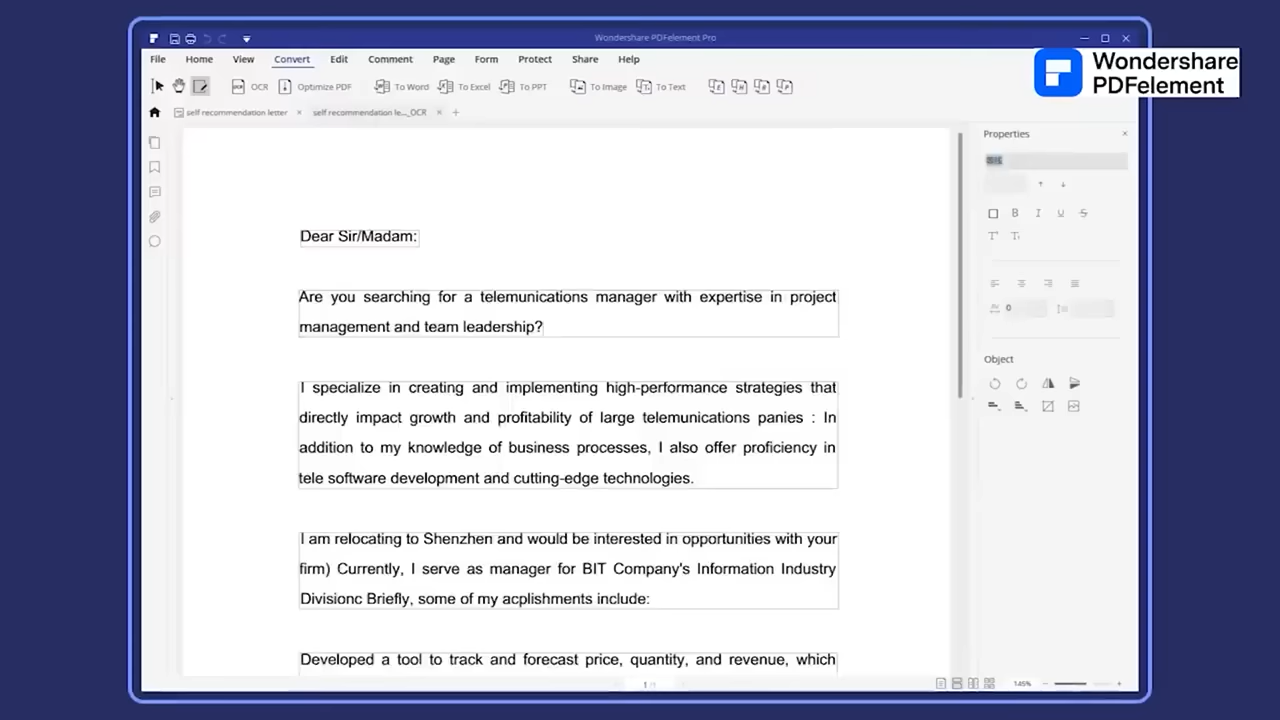 Wondershare PDFelement Pro
File Home View Convert Edit Comment Page Form Protect Share Help
Wondershare
PDFelement
OCR Optimize PDF To Word To Excel To PPT To Image To Text
self recommendation letter × self recommendation le..._OCR × +
Properties
B I U S
Dear Sir/Madam:
Are you searching for a telemunications manager with expertise in project
management and team leadership?
0
Object
I specialize in creating and implementing high-performance strategies that
directly impact growth and profitability of large telemunications panies : In
addition to my knowledge of business processes, I also offer proficiency in
tele software development and cutting-edge technologies.
I am relocating to Shenzhen and would be interested in opportunities with your
firm) Currently, I serve as manager for BIT Company's Information Industry
Divisionc Briefly, some of my acplishments include:
Developed a tool to track and forecast price, quantity, and revenue, which
145%